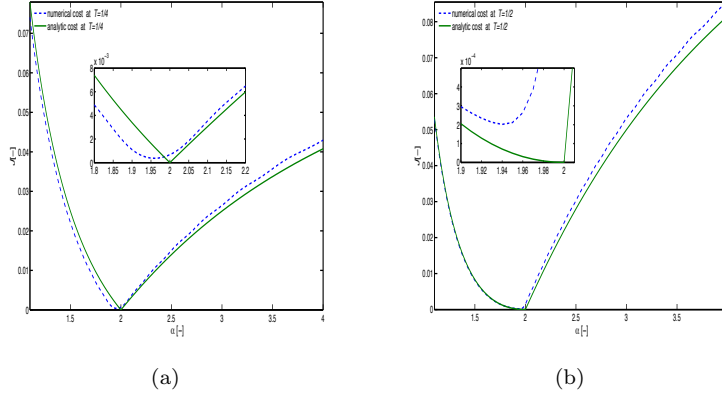 numerical cost at T=1/4
analytic cost at T=1/4
0.07
0.06
0.05
0.04
0.03
0.02
0.01
0
J[−]
1.5 2 2.5 3 3.5 4
α [−]
x 10⁻³
8
6
4
2
0
1.8 1.85 1.9 1.95 2 2.05 2.1 2.15 2.2
(a)
numerical cost at T=1/2
analytic cost at T=1/2
0.08
0.07
0.06
0.05
0.04
0.03
0.02
0.01
0
J[−]
1.5 2 2.5 3 3.5 4
α [−]
x 10⁻⁴
5
4
3
2
1
0
1.9 1.92 1.94 1.96 1.98 2
(b)